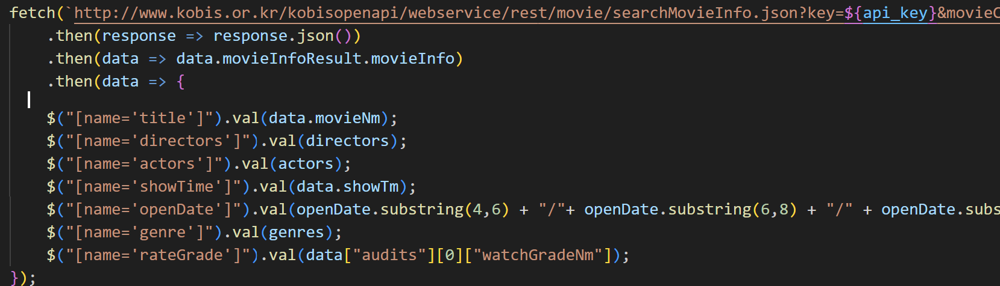 fetch(`http://www.kobis.or.kr/kobisopenapi/webservice/rest/movie/searchMovieInfo.json?key=${api_key}&movieC
.then(response => response.json())
.then(data => data.movieInfoResult.movieInfo)
.then(data => {
$("[name='title']").val(data.movieNm);
$("[name='directors']").val(directors);
$("[name='actors']").val(actors);
$("[name='showTime']").val(data.showTm);
$("[name='openDate']").val(openDate.substring(4,6) + "/"+ openDate.substring(6,8) + "/" + openDate.subs
$("[name='genre']").val(genres);
$("[name='rateGrade']").val(data["audits"][0]["watchGradeNm"]);
});